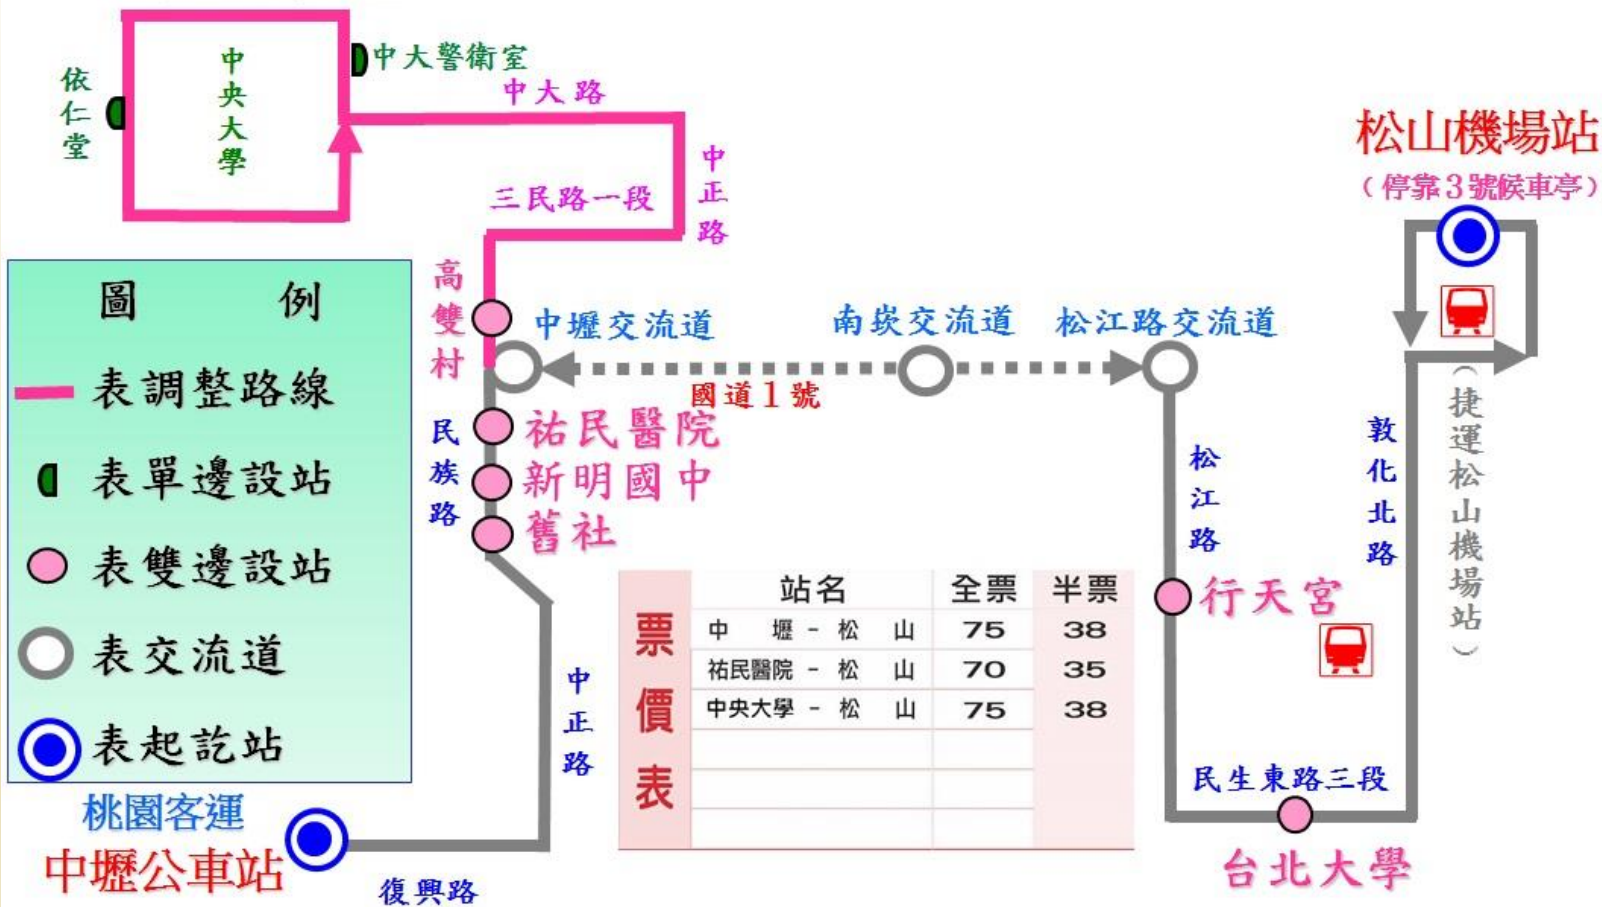 中央大學
依仁堂
中大警衛室
中大路
中正路
三民路一段
松山機場站
(停靠3號候車亭)
圖 例
表調整路線
表單邊設站
表雙邊設站
表交流道
表起訖站
高雙村
中壢交流道
南崁交流道
松江路交流道
國道1號
民族路
祐民醫院
新明國中
舊社
中正路
桃園客運
中壢公車站
復興路
票價表
站名 全票 半票
中 壢 - 松 山 75 38
祐民醫院 - 松 山 70 35
中央大學 - 松 山 75 38
松江路
行天宮
民生東路三段
台北大學
敦化北路
(捷運松山機場站)